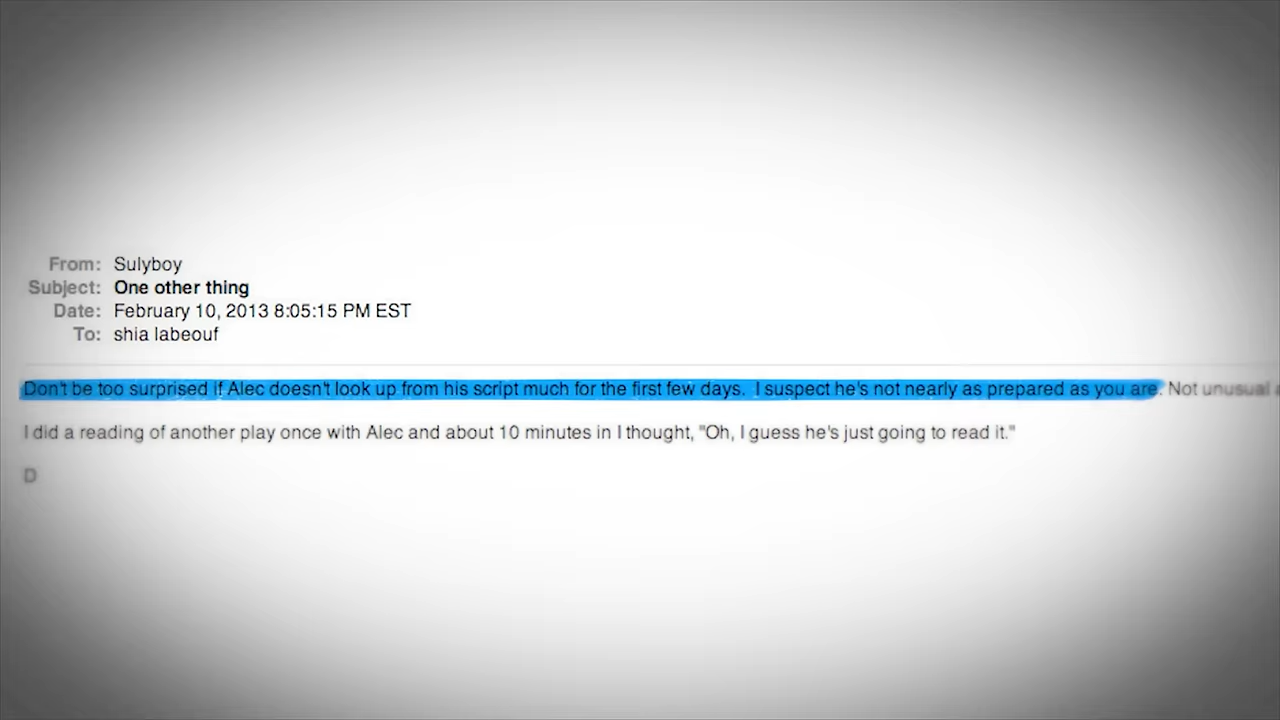 From: Sulyboy
Subject: One other thing
Date: February 10, 2013 8:05:15 PM EST
To: shia labeouf
Don't be too surprised if Alec doesn't look up from his script much for the first few days. I suspect he's not nearly as prepared as you are. Not unusual
I did a reading of another play once with Alec and about 10 minutes in I thought, "Oh, I guess he's just going to read it."
D